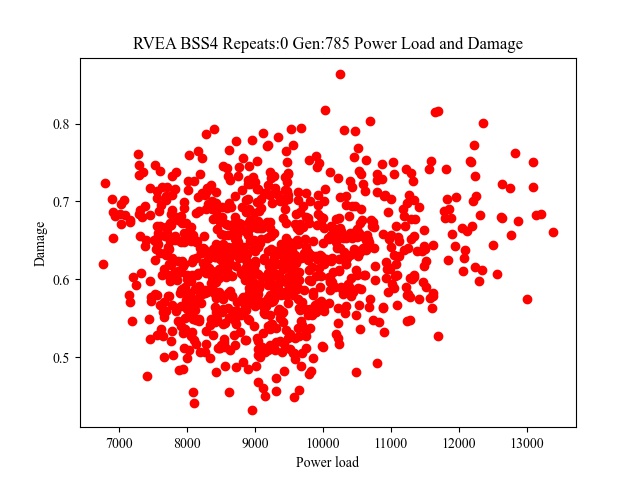 RVEA BSS4 Repeats:0 Gen:785 Power Load and Damage
0.8
0.7
0.6
0.5
Damage
7000 8000 9000 10000 11000 12000 13000
Power load